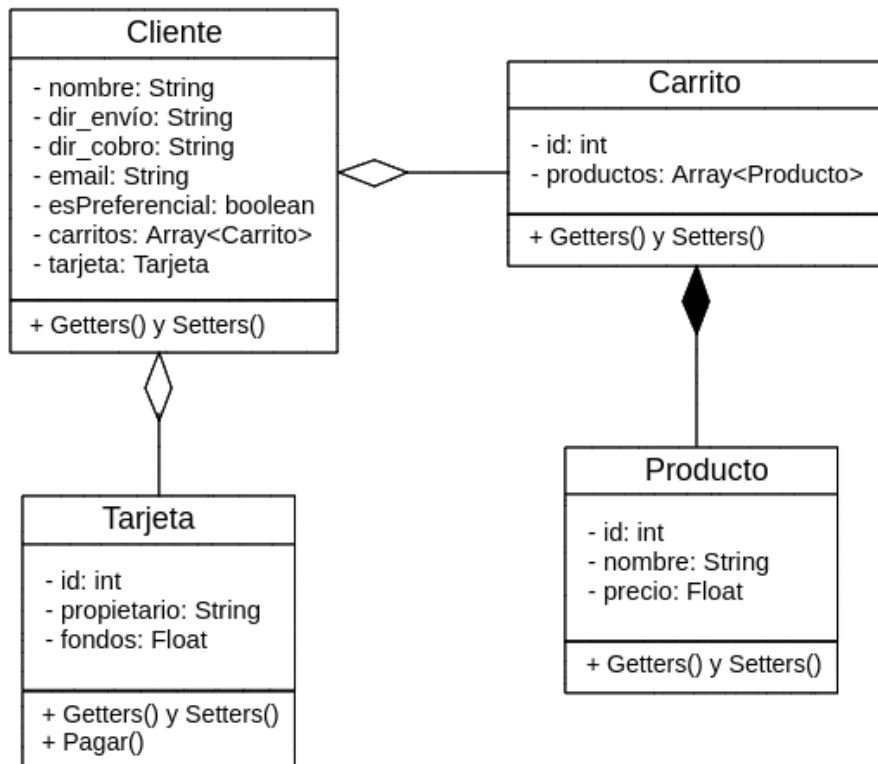 Cliente
- nombre: String
- dir_envío: String
- dir_cobro: String
- email: String
- esPreferencial: boolean
- carritos: Array<Carrito>
- tarjeta: Tarjeta
+ Getters() y Setters()
Carrito
- id: int
- productos: Array<Producto>
+ Getters() y Setters()
Tarjeta
- id: int
- propietario: String
- fondos: Float
+ Getters() y Setters()
+ Pagar()
Producto
- id: int
- nombre: String
- precio: Float
+ Getters() y Setters()